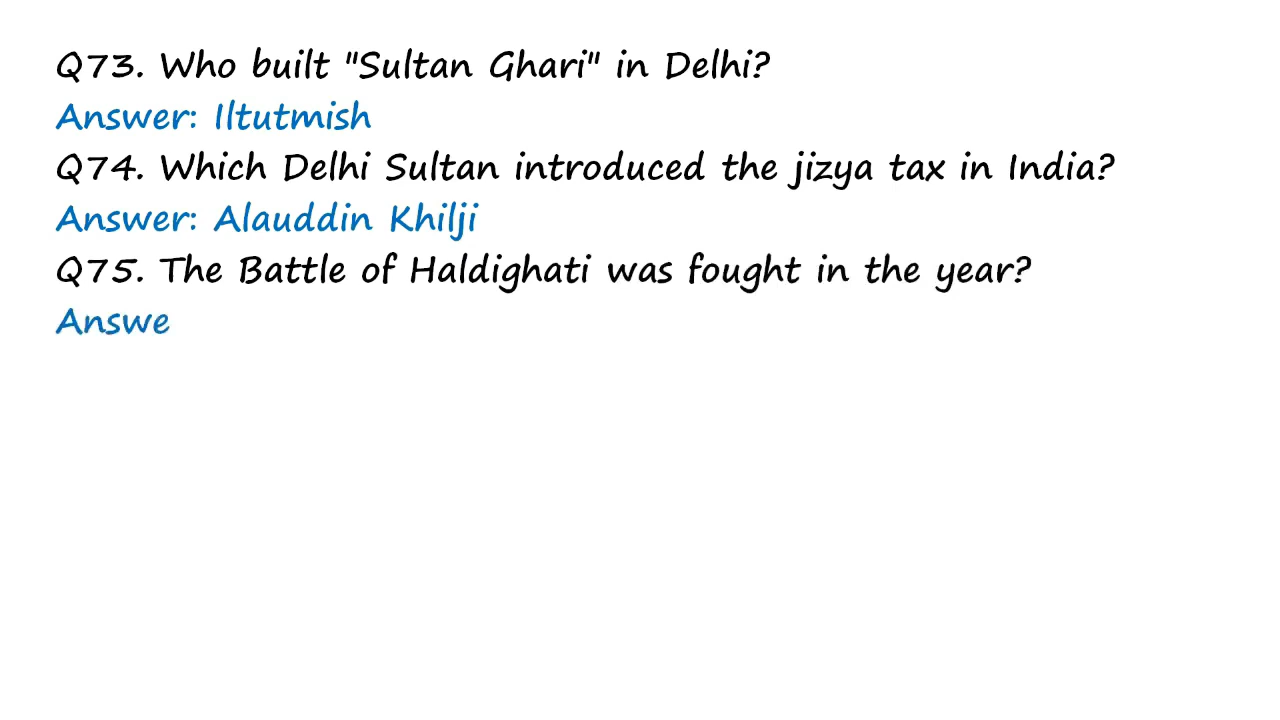 Q73. Who built "Sultan Ghari" in Delhi?
Answer: Iltutmish
Q74. Which Delhi Sultan introduced the jizya tax in India?
Answer: Alauddin Khilji
Q75. The Battle of Haldighati was fought in the year?
Answe